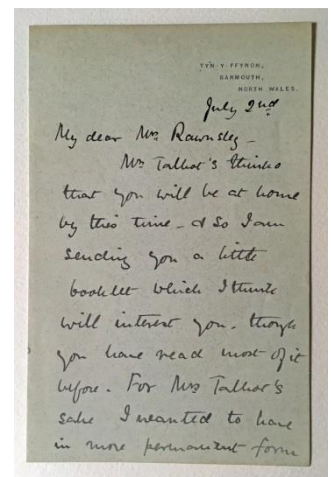 TYN-Y-FFYNON,
BARMOUTH,
NORTH WALES.
July 2nd
My dear Mrs Rawnsley –
Mrs Talbot's thinks
that you will be at home
by this time – & so I am
sending you a little
booklet which I think
will interest you. though
you have read most of it
before. For Mrs Talbot's
sake I wanted to have
in more permanent form